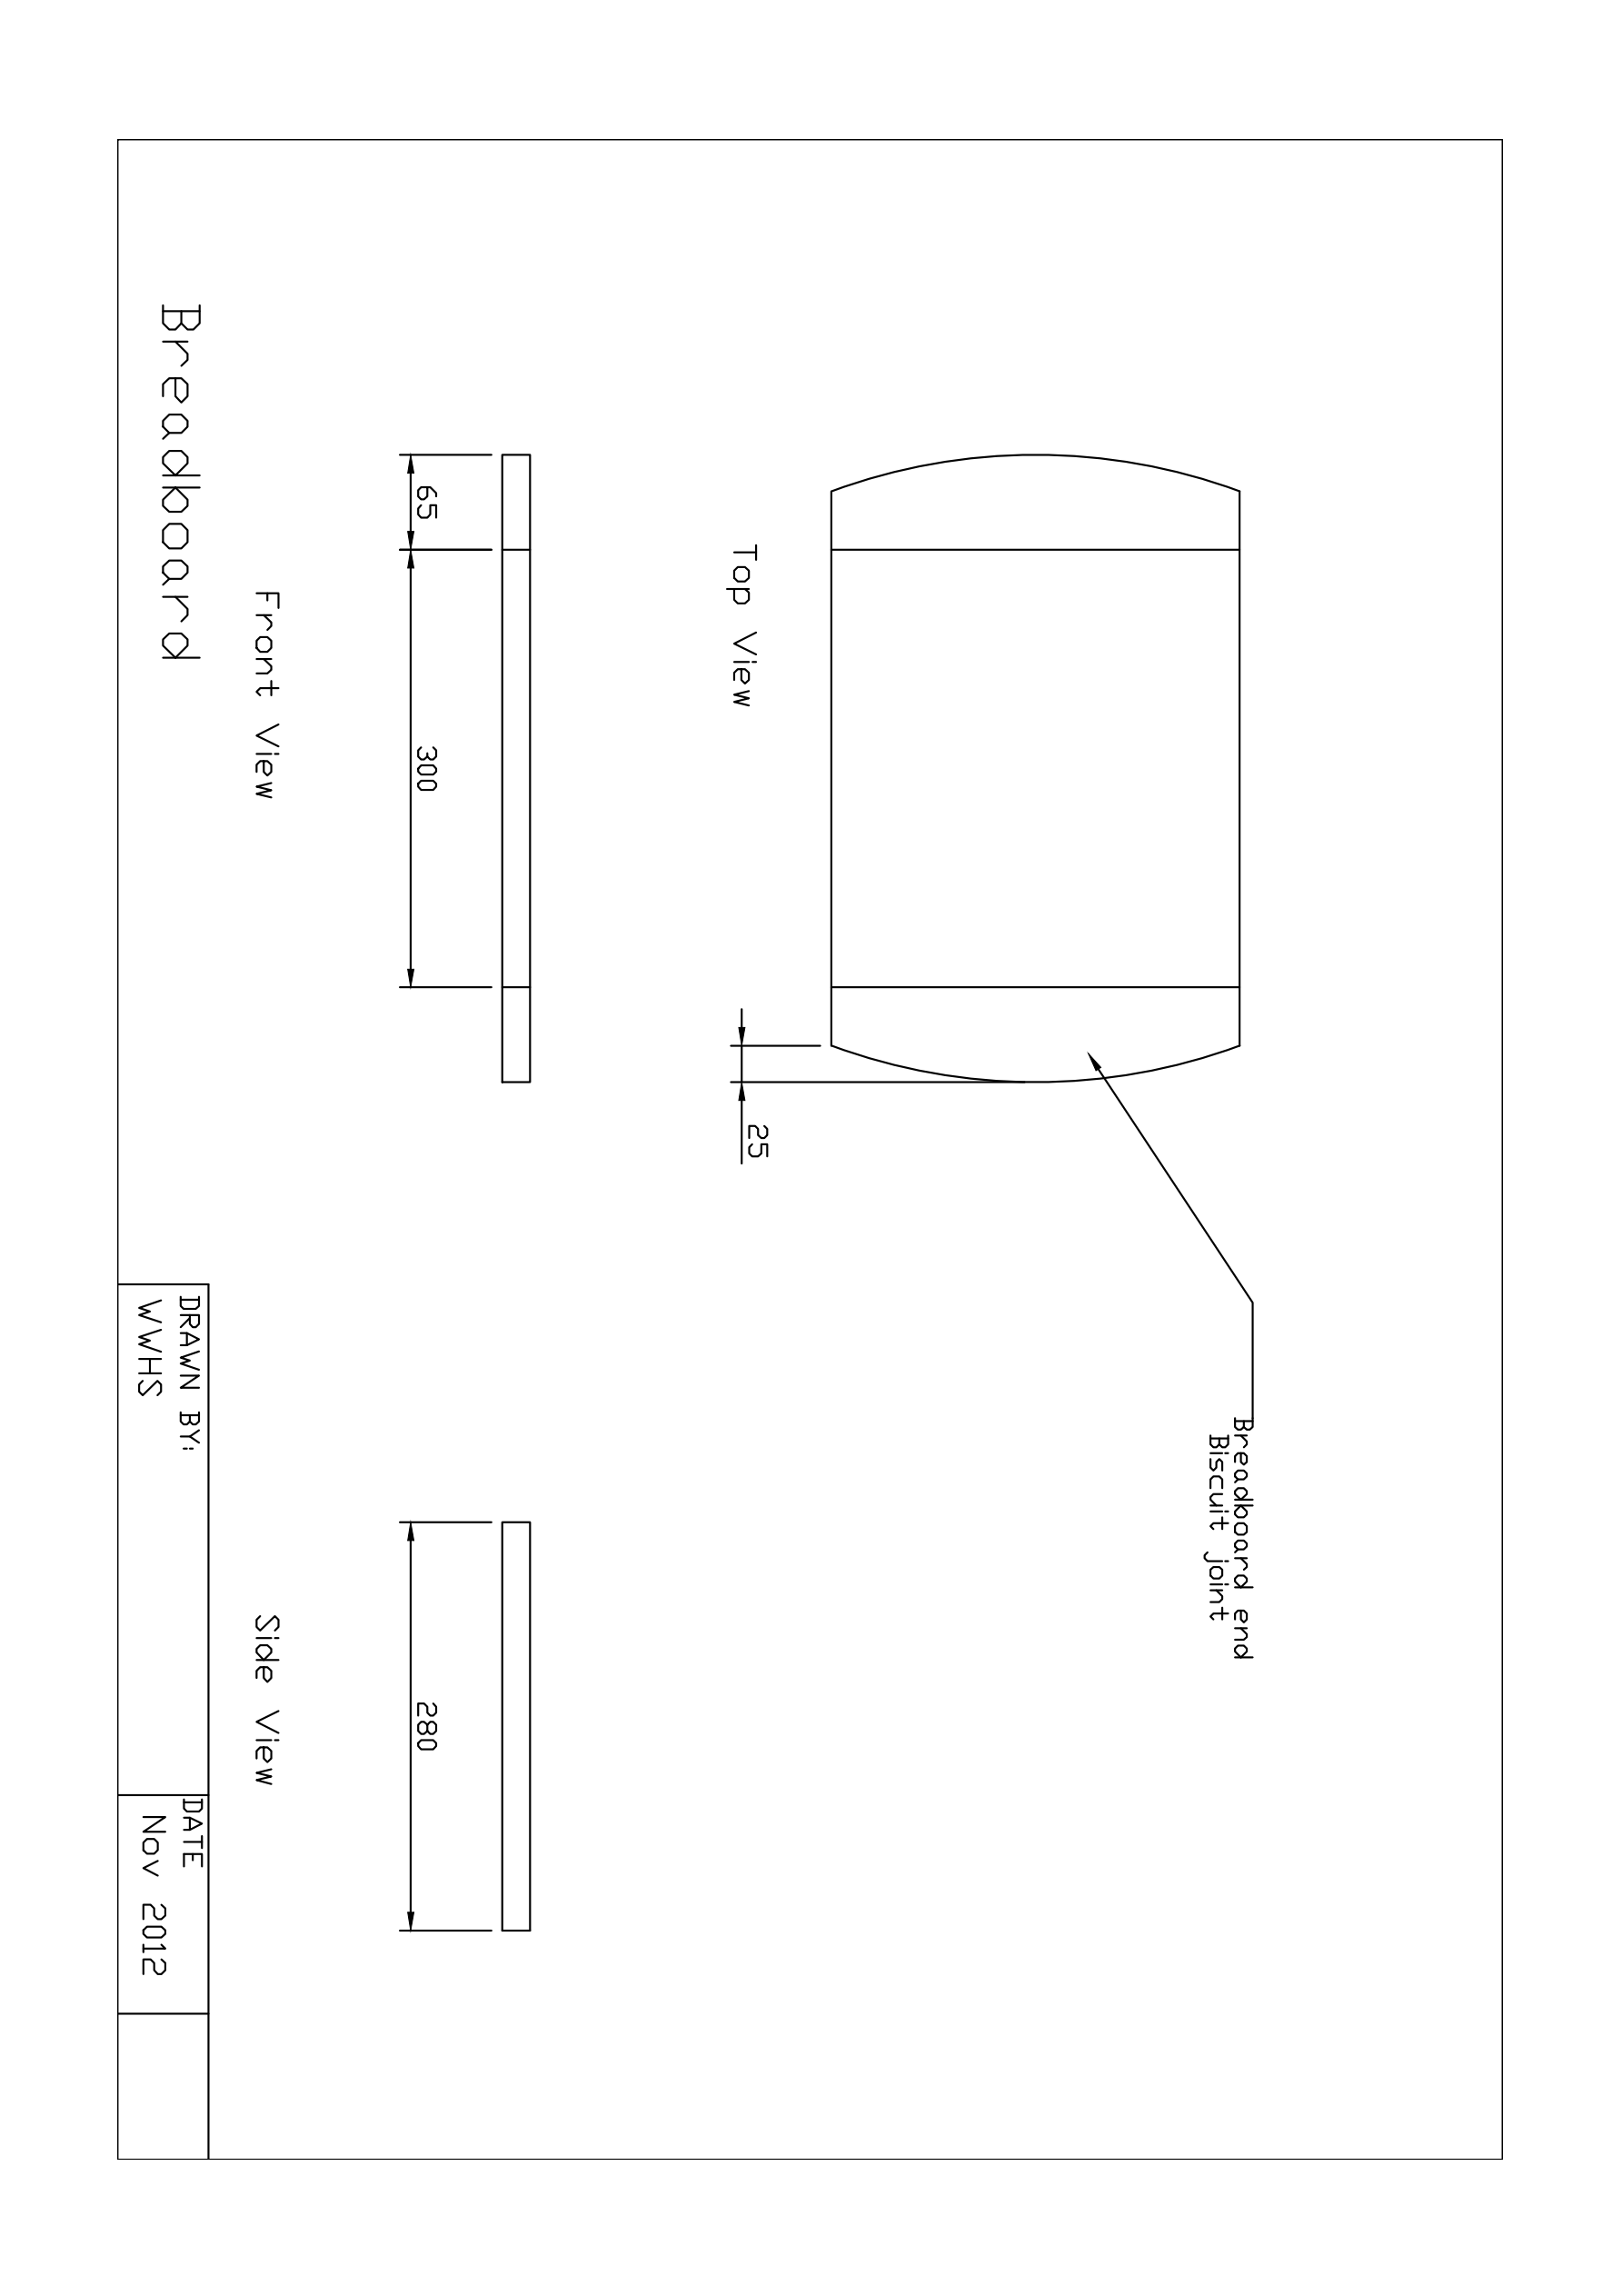 Breadboard end
Biscuit joint
25
Top View
65
300
280
Front View
Side View
Breadboard
DRAWN BY:
WWHS
DATE
Nov 2012